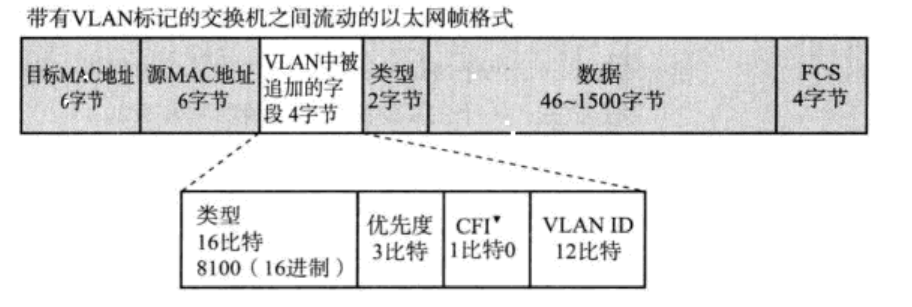 带有VLAN标记的交换机之间流动的以太网帧格式
目标MAC地址
6字节
源MAC地址
6字节
VLAN中被
追加的字
段 4字节
类型
2字节
数据
46~1500字节
FCS
4字节
类型
16比特
8100（16进制）
优先度
3比特
CFI▼
1比特0
VLAN ID
12比特